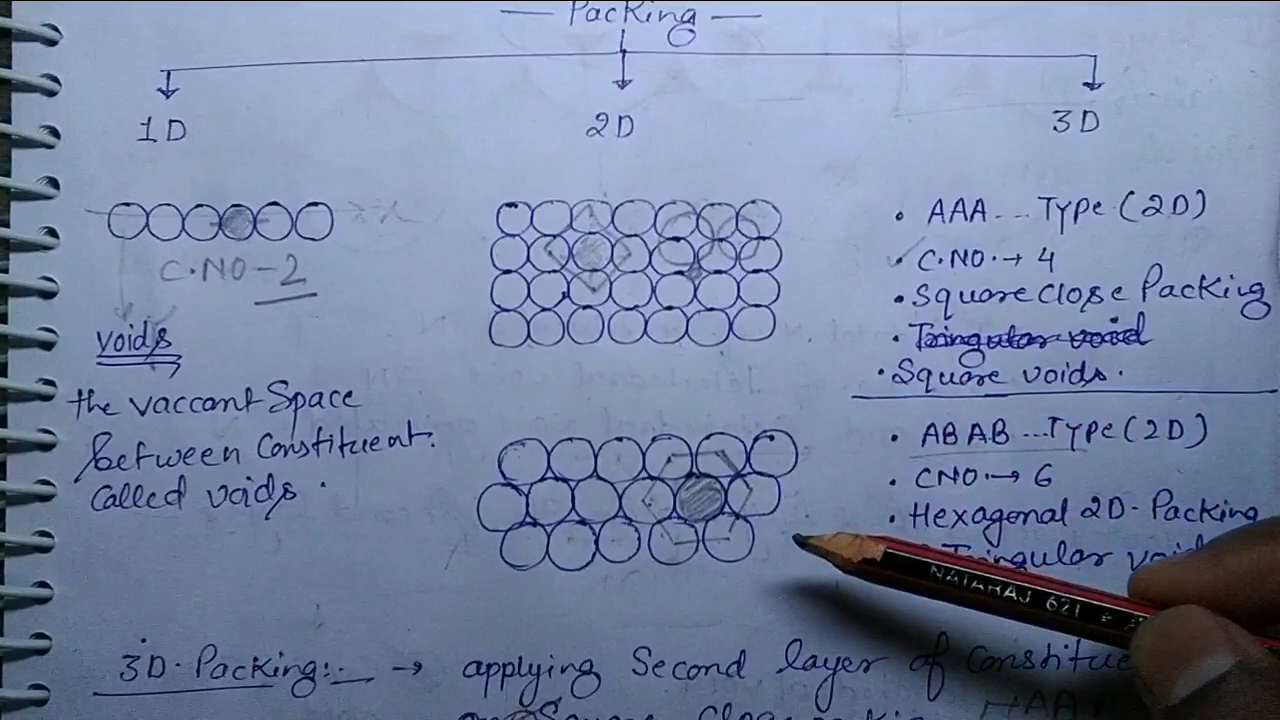 — Packing —
1D
2D
3D
C.NO-2
voids
the vaccant Space
between Constituent.
Called voids.
• AAA... Type (2D)
C.NO. → 4
• Square Close Packing
• Square voids.
• ABAB ... Type (2D)
• CNO. → 6
• Hexagonal 2D-Packing
Tringular
NATARAJ 621
3D. Packing:- → applying Second layer of